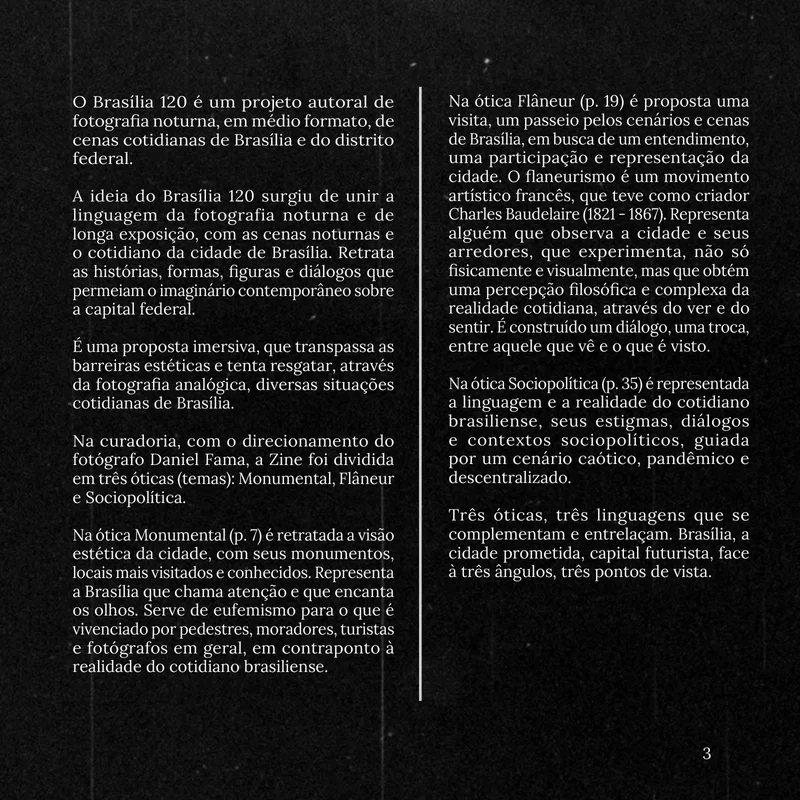 O Brasília 120 é um projeto autoral de
fotografia noturna, em médio formato, de
cenas cotidianas de Brasília e do distrito
federal.
A ideia do Brasília 120 surgiu de unir a
linguagem da fotografia noturna e de
longa exposição, com as cenas noturnas e
o cotidiano da cidade de Brasília. Retrata
as histórias, formas, figuras e diálogos que
permeiam o imaginário contemporâneo sobre
a capital federal.
É uma proposta imersiva, que transpassa as
barreiras estéticas e tenta resgatar, através
da fotografia analógica, diversas situações
cotidianas de Brasília.
Na curadoria, com o direcionamento do
fotógrafo Daniel Fama, a Zine foi dividida
em três óticas (temas): Monumental, Flâneur
e Sociopolítica.
Na ótica Monumental (p. 7) é retratada a visão
estética da cidade, com seus monumentos,
locais mais visitados e conhecidos. Representa
a Brasília que chama atenção e que encanta
os olhos. Serve de eufemismo para o que é
vivenciado por pedestres, moradores, turistas
e fotógrafos em geral, em contraponto à
realidade do cotidiano brasiliense.
Na ótica Flâneur (p. 19) é proposta uma
visita, um passeio pelos cenários e cenas
de Brasília, em busca de um entendimento,
uma participação e representação da
cidade. O flaneurismo é um movimento
artístico francês, que teve como criador
Charles Baudelaire (1821 - 1867). Representa
alguém que observa a cidade e seus
arredores, que experimenta, não só
fisicamente e visualmente, mas que obtém
uma percepção filosófica e complexa da
realidade cotidiana, através do ver e do
sentir. É construído um diálogo, uma troca,
entre aquele que vê e o que é visto.
Na ótica Sociopolítica (p. 35) é representada
a linguagem e a realidade do cotidiano
brasiliense, seus estigmas, diálogos
e contextos sociopolíticos, guiada
por um cenário caótico, pandêmico e
descentralizado.
Três óticas, três linguagens que se
complementam e entrelaçam. Brasília, a
cidade prometida, capital futurista, face
à três ângulos, três pontos de vista.
3